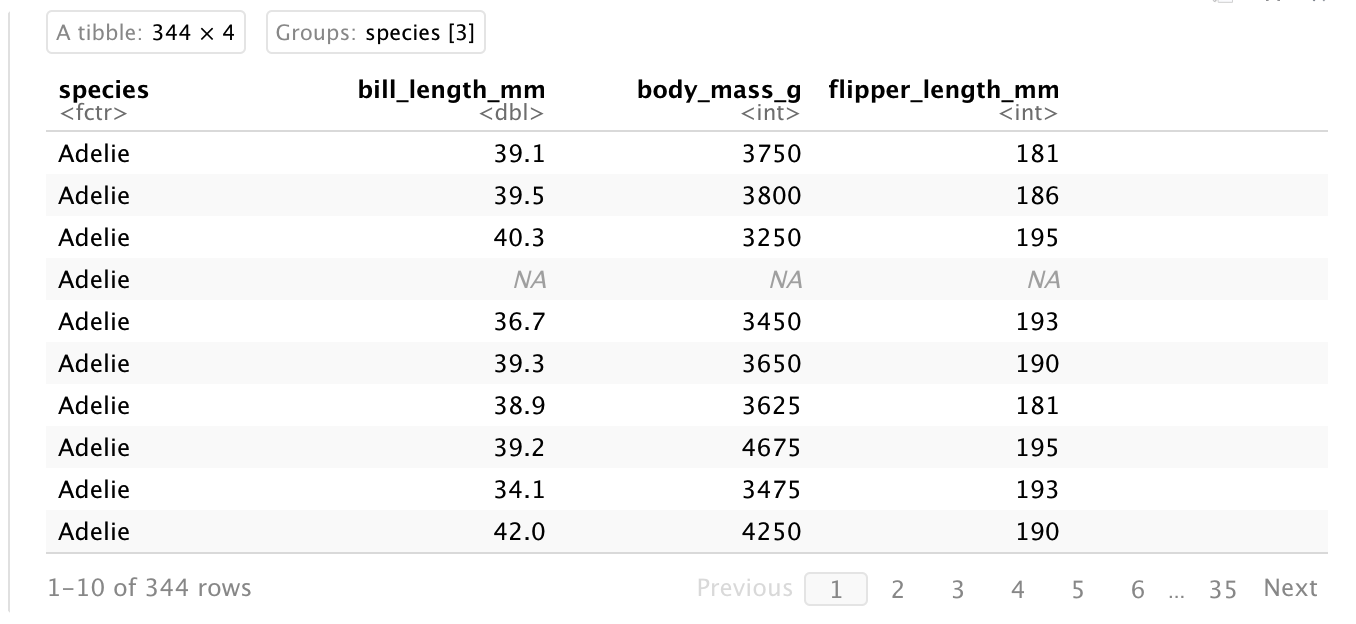 A tibble: 344 × 4 Groups: species [3]
species bill_length_mm body_mass_g flipper_length_mm
<fctr> <dbl> <int> <int>
Adelie 39.1 3750 181
Adelie 39.5 3800 186
Adelie 40.3 3250 195
Adelie NA NA NA
Adelie 36.7 3450 193
Adelie 39.3 3650 190
Adelie 38.9 3625 181
Adelie 39.2 4675 195
Adelie 34.1 3475 193
Adelie 42.0 4250 190
1–10 of 344 rows Previous 1 2 3 4 5 6 ... 35 Next